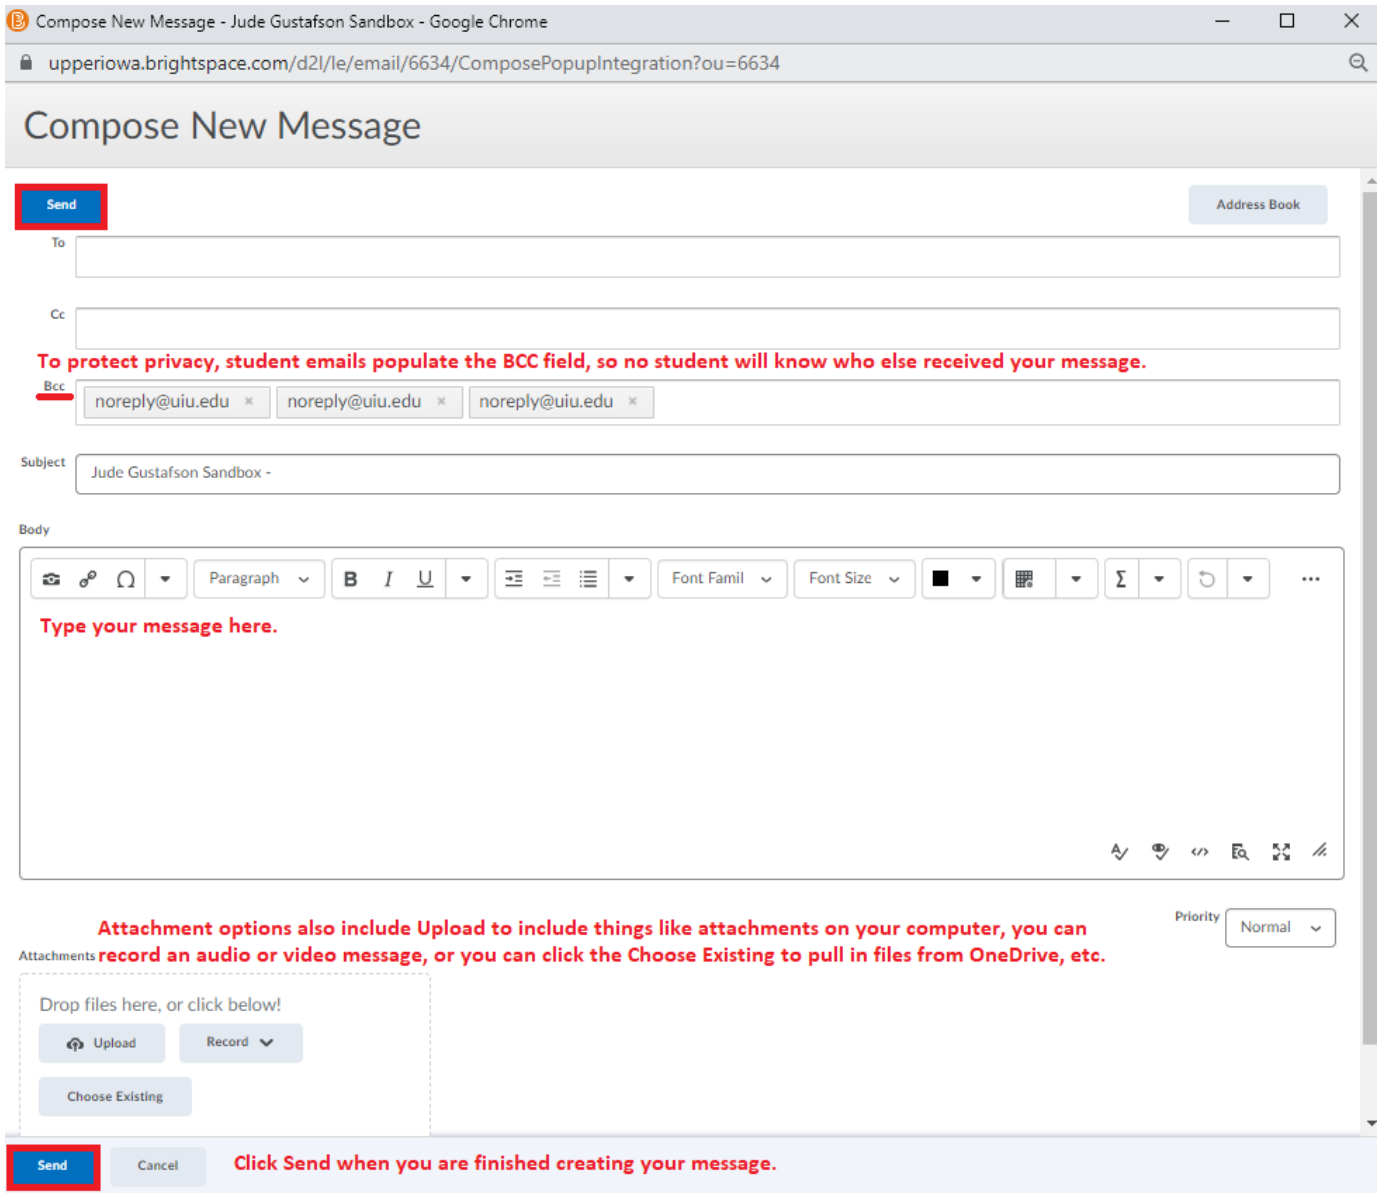 Compose New Message - Jude Gustafson Sandbox - Google Chrome
upperiowa.brightspace.com/d2l/le/email/6634/ComposePopupIntegration?ou=6634
Compose New Message
Send
Address Book
To
Cc
To protect privacy, student emails populate the BCC field, so no student will know who else received your message.
Bcc
noreply@uiu.edu × noreply@uiu.edu × noreply@uiu.edu ×
Subject
Jude Gustafson Sandbox -
Body
Paragraph B I U Font Famil Font Size Σ ...
Type your message here.
Priority Normal
Attachment options also include Upload to include things like attachments on your computer, you can
Attachments record an audio or video message, or you can click the Choose Existing to pull in files from OneDrive, etc.
Drop files here, or click below!
Upload Record
Choose Existing
Send Cancel Click Send when you are finished creating your message.